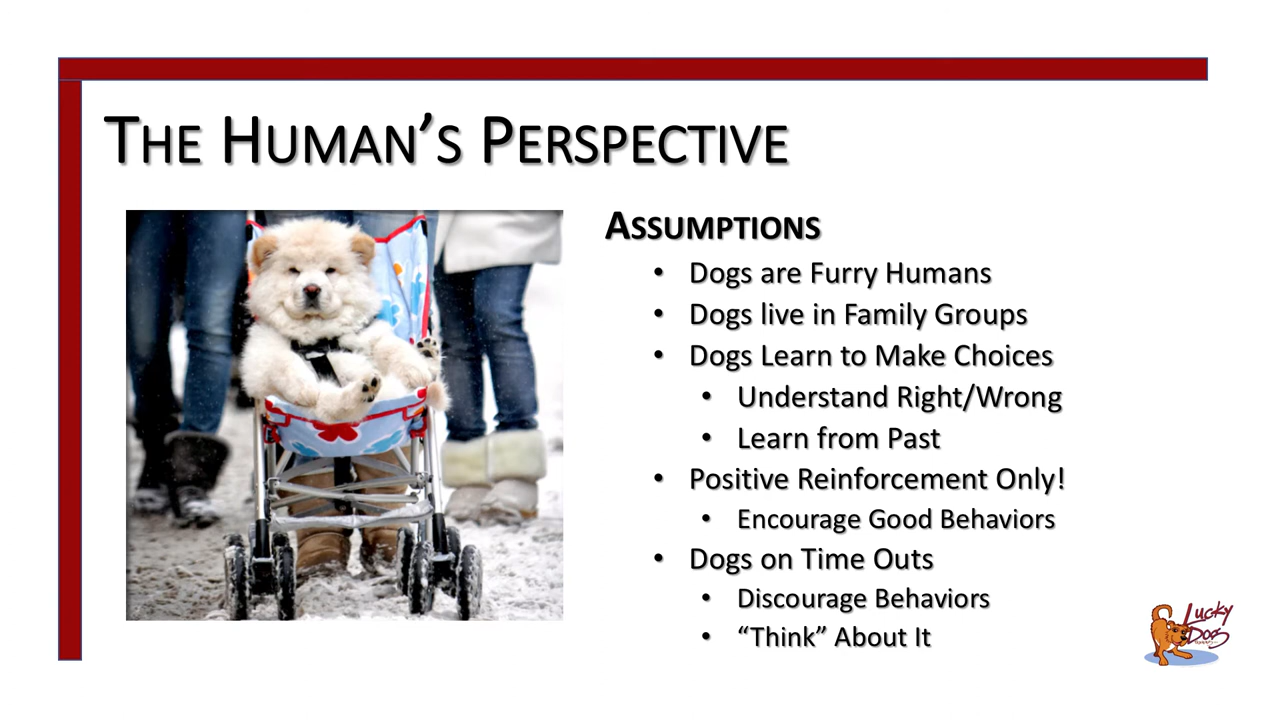 The Human’s Perspective
Assumptions
• Dogs are Furry Humans
• Dogs live in Family Groups
• Dogs Learn to Make Choices
• Understand Right/Wrong
• Learn from Past
• Positive Reinforcement Only!
• Encourage Good Behaviors
• Dogs on Time Outs
• Discourage Behaviors
• “Think” About It
Lucky
Dogs